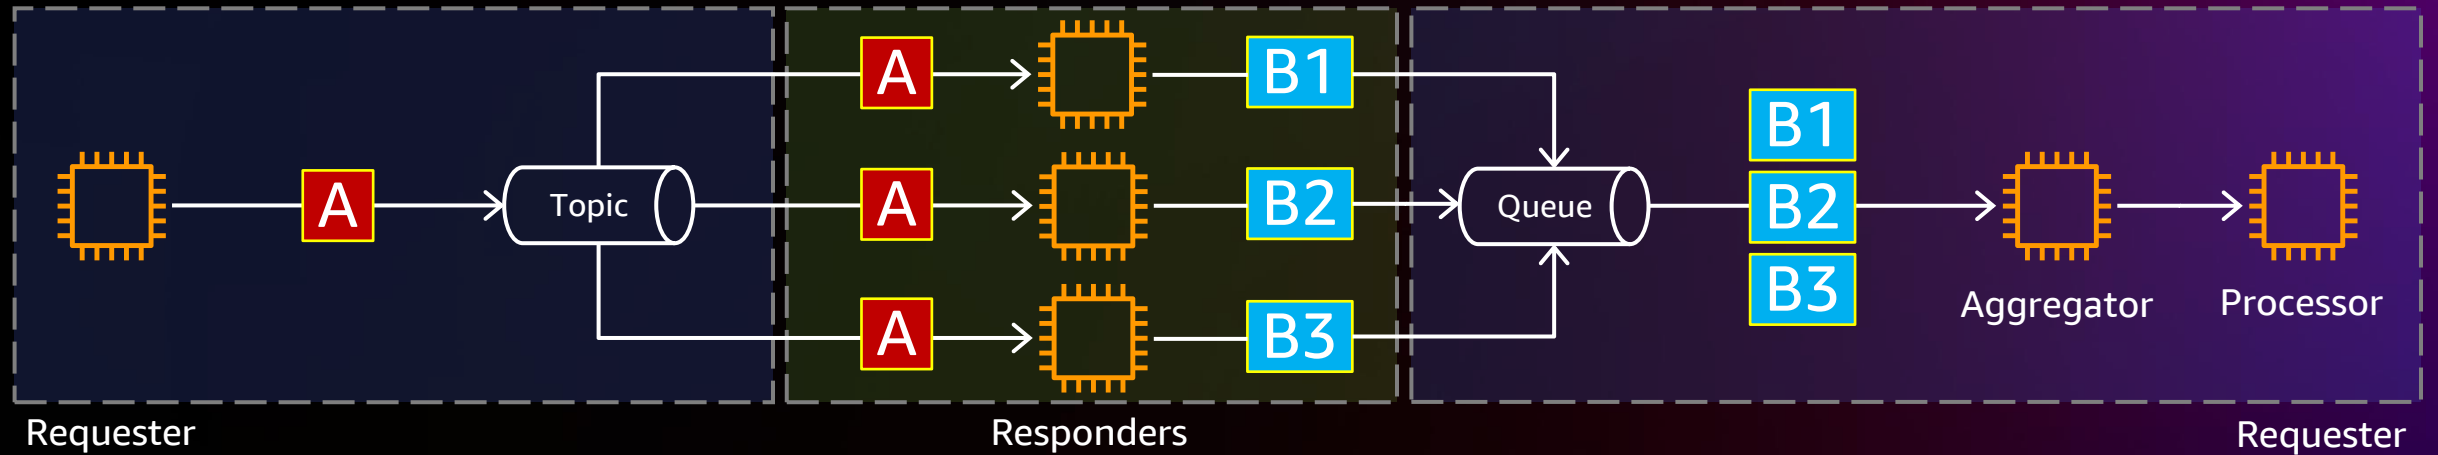 A
Topic
A
B1
A
B2
A
B3
Queue
B1
B2
B3
Aggregator
Processor
Requester
Responders
Requester